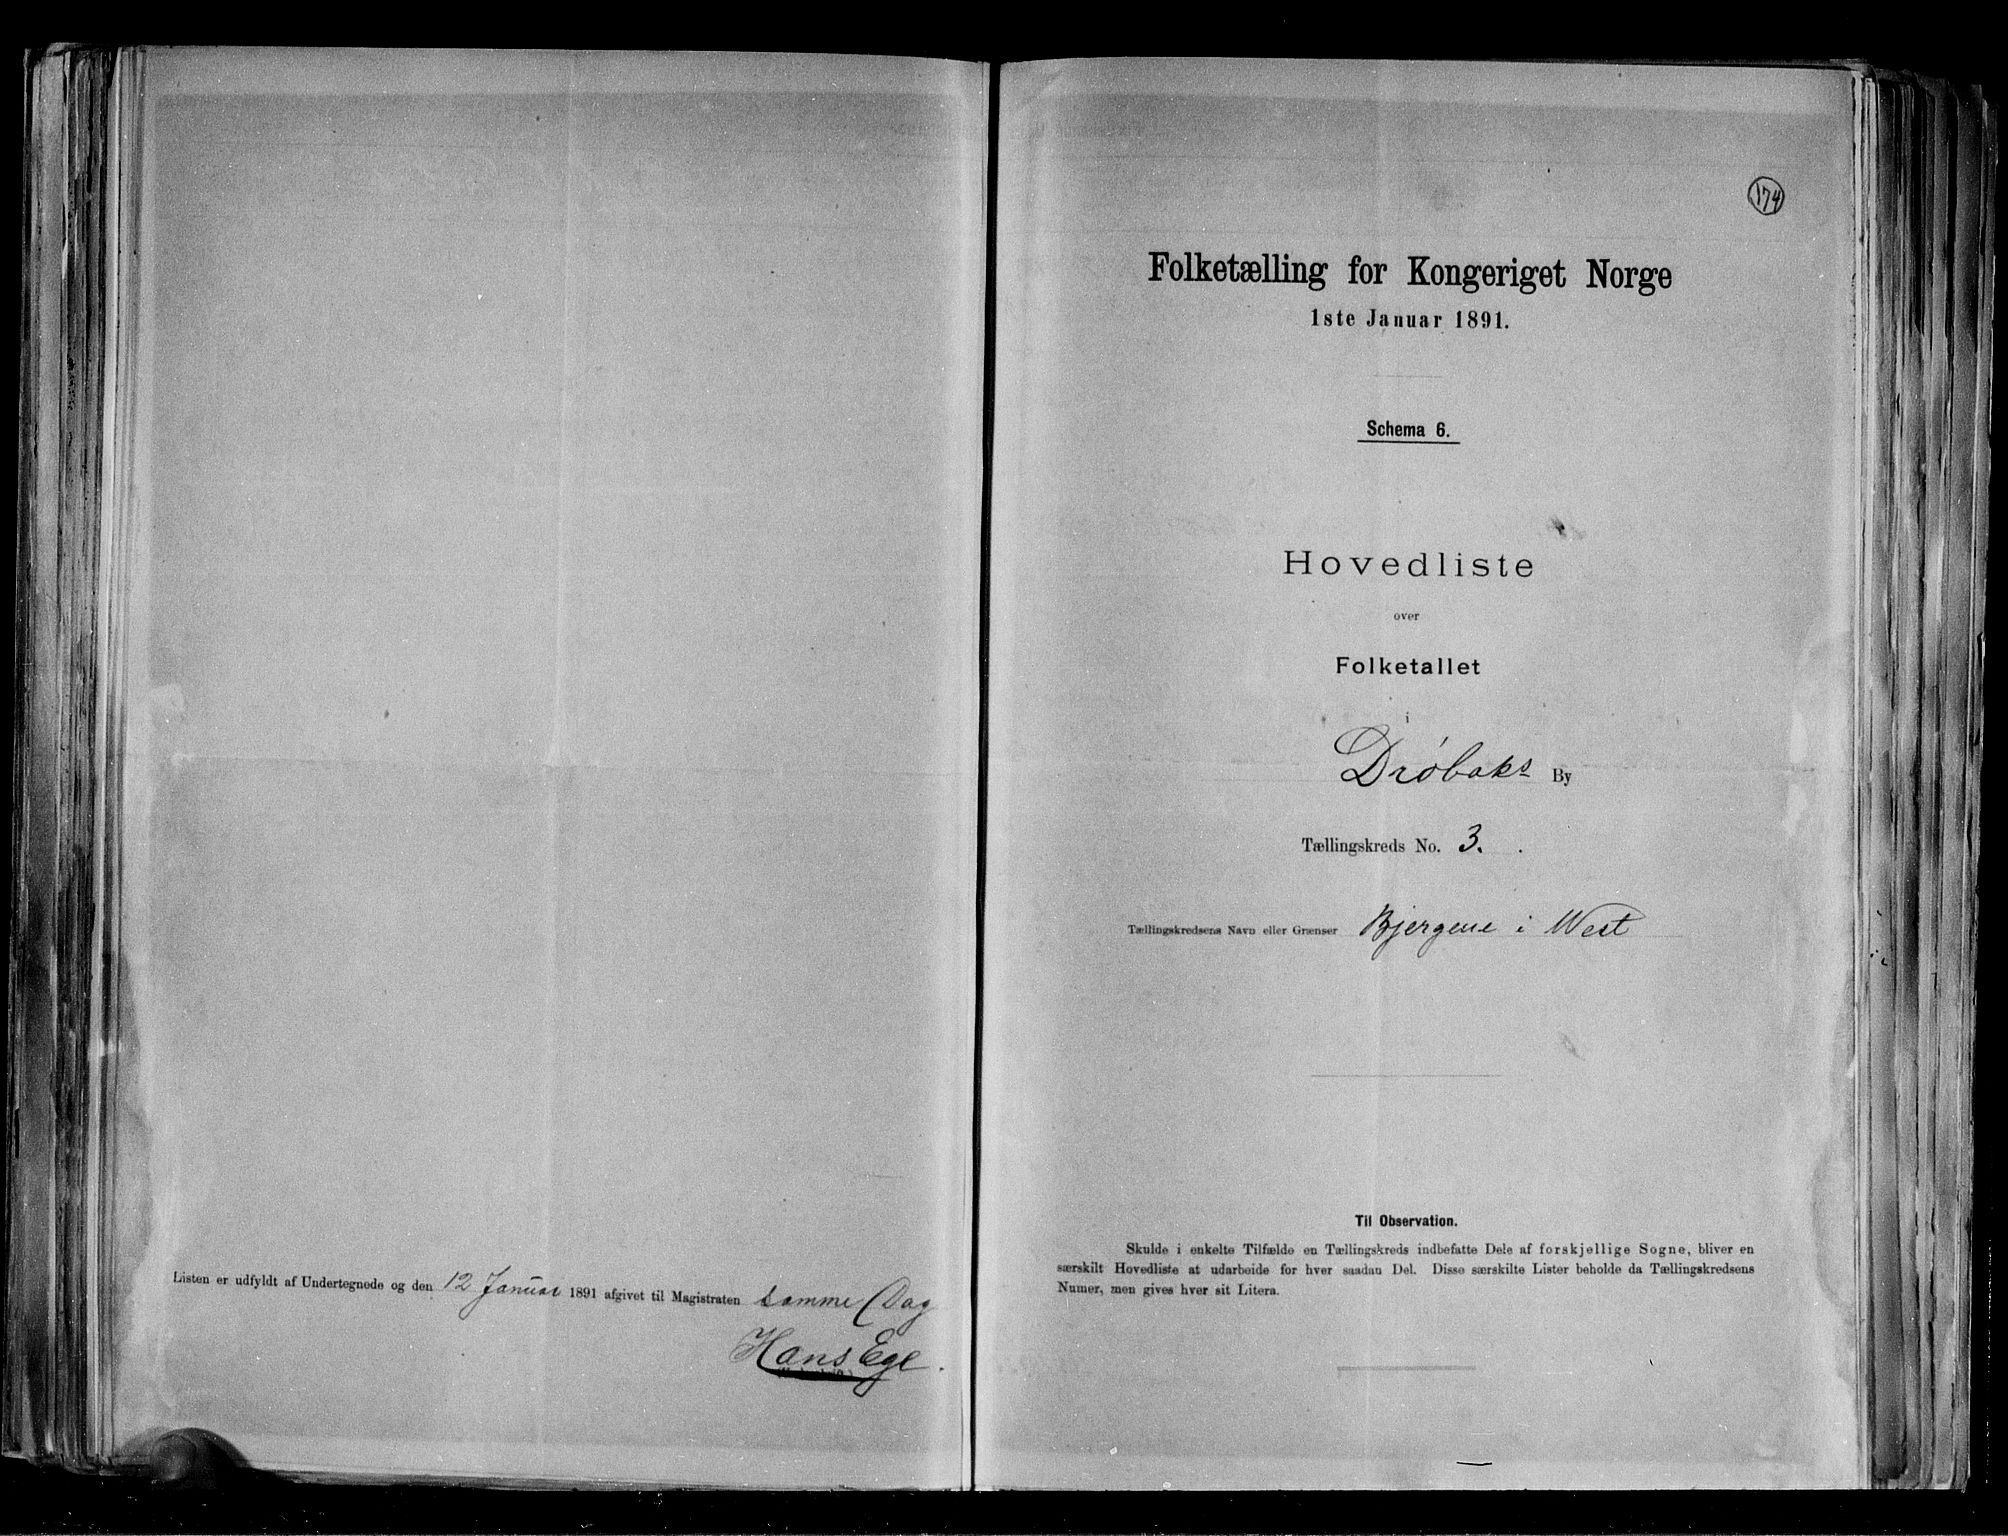 Listen er udfyldt af Undertegnede og den 12 Januar 1891 afgivet til Magistraten samme Dag
Hans Ege.
174
Folketælling for Kongeriget Norge
1ste Januar 1891.
Schema 6.
Hovedliste
over
Folketallet
i
Drøbaks By
Tællingskreds No. 3.
Tællingskredsens Navn eller Grænser Bjergene i West
Til Observation.
Skulde i enkelte Tilfælde en Tællingskreds indbefatte Dele af forskjellige Sogne, bliver en
særskilt Hovedliste at udarbeide for hver saadan Del. Disse særskilte Lister beholde da Tællingskredsens
Numer, men gives hver sit Litera.